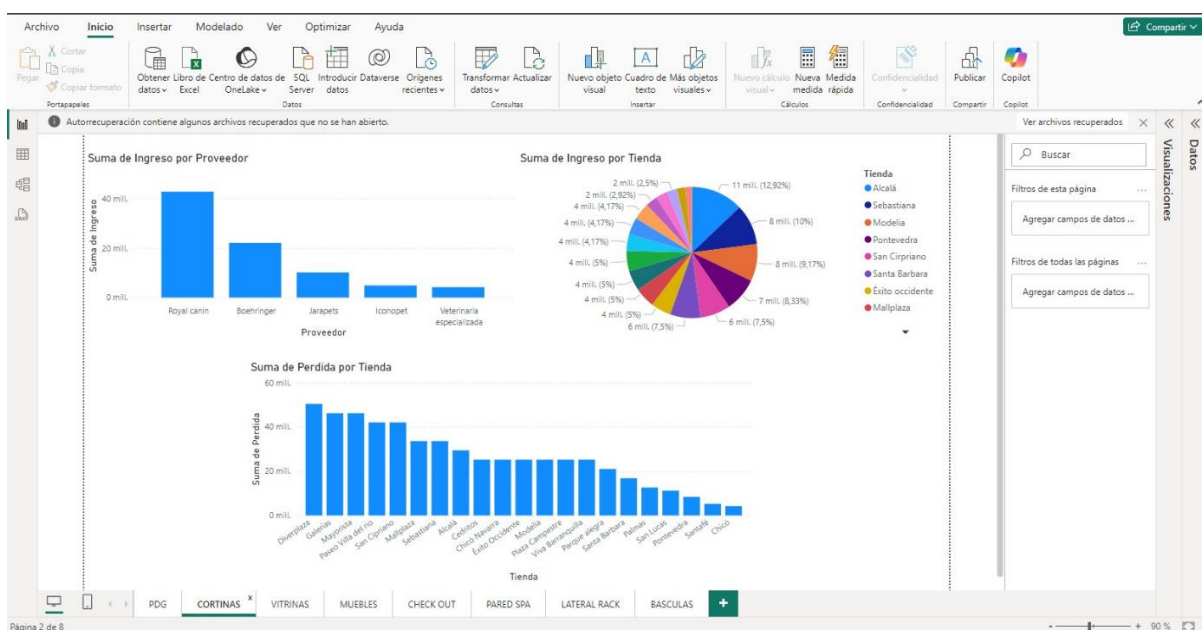 Archivo Inicio Insertar Modelado Ver Optimizar Ayuda
Compartir
Pegar
Cortar
Copia
Copiar formato
Portapapeles
Obtener datos
Libro de Excel
Centro de datos de OneLake
SQL Server
Introducir datos
Dataverse
Orígenes recientes
Datos
Transformar datos
Actualizar
Consultas
Nuevo objeto visual
Cuadro de texto
Más objetos visuales
Insertar
Nuevo cálculo visual
Nueva medida
Medida rápida
Cálculos
Confidencialidad
Confidencialidad
Publicar
Compartir
Copilot
Copilot
Autorrecuperación contiene algunos archivos recuperados que no se han abierto.
Ver archivos recuperados
Suma de Ingreso por Proveedor
Suma de Ingreso
40 mill.
20 mill.
0 mill.
Royal canin
Boehringer
Jarapets
Iconopet
Veterinaria especializada
Proveedor
Suma de Ingreso por Tienda
11 mill. (12,92%)
8 mill. (10%)
8 mill. (9,17%)
7 mill. (8,33%)
6 mill. (7,5%)
6 mill. (7,5%)
4 mill. (5%)
4 mill. (5%)
4 mill. (5%)
4 mill. (5%)
4 mill. (4,17%)
4 mill. (4,17%)
4 mill. (4,17%)
2 mill. (2,92%)
2 mill. (2,5%)
Tienda
Alcalá
Sebastiana
Modelia
Pontevedra
San Cirpriano
Santa Barbara
Éxito occidente
Mallplaza
Suma de Perdida por Tienda
Suma de Perdida
60 mill.
40 mill.
20 mill.
0 mill.
Diverplaza
Galerias
Mayorista
Paseo Villa del rio
San Cipriano
Mallplaza
Sebastiana
Alcalá
Cedritos
Chicó Navarra
Éxito Occidente
Modelia
Plaza Campestre
Viva Barranquilla
Parque alegra
Santa Barbara
Palmas
San Lucas
Pontevedra
Santafé
Chicó
Tienda
Buscar
Filtros de esta página
Agregar campos de datos ...
Filtros de todas las páginas
Agregar campos de datos ...
Visualizaciones
Datos
PDG CORTINAS VITRINAS MUEBLES CHECK OUT PARED SPA LATERAL RACK BASCULAS
Página 2 de 8
90 %